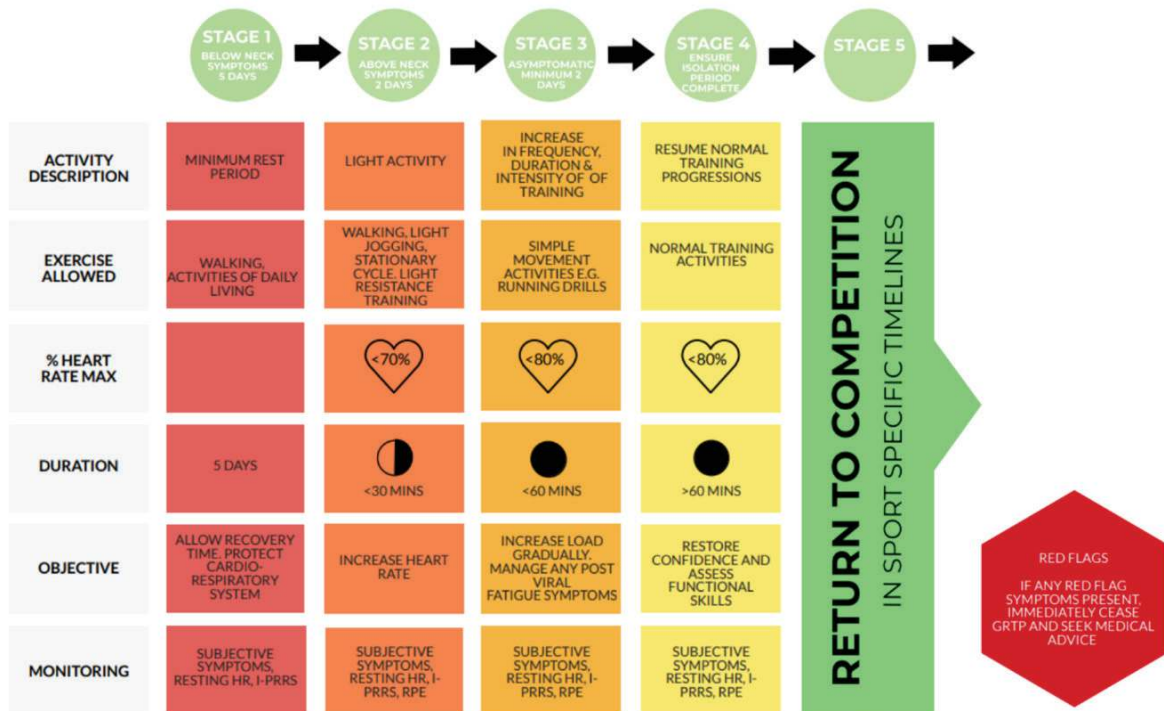 STAGE 1
BELOW NECK
SYMPTOMS
5 DAYS
STAGE 2
ABOVE NECK
SYMPTOMS
2 DAYS
STAGE 3
ASYMPTOMATIC
MINIMUM 2
DAYS
STAGE 4
ENSURE
ISOLATION
PERIOD
COMPLETE
STAGE 5
ACTIVITY
DESCRIPTION
MINIMUM REST
PERIOD
LIGHT ACTIVITY
INCREASE
IN FREQUENCY,
DURATION &
INTENSITY OF OF
TRAINING
RESUME NORMAL
TRAINING
PROGRESSIONS
EXERCISE
ALLOWED
WALKING,
ACTIVITIES OF DAILY
LIVING
WALKING, LIGHT
JOGGING,
STATIONARY
CYCLE. LIGHT
RESISTANCE
TRAINING
SIMPLE
MOVEMENT
ACTIVITIES E.G.
RUNNING DRILLS
NORMAL TRAINING
ACTIVITIES
% HEART
RATE MAX
<70%
<80%
<80%
DURATION
5 DAYS
<30 MINS
<60 MINS
>60 MINS
OBJECTIVE
ALLOW RECOVERY
TIME. PROTECT
CARDIO-
RESPIRATORY
SYSTEM
INCREASE HEART
RATE
INCREASE LOAD
GRADUALLY,
MANAGE ANY POST
VIRAL
FATIGUE SYMPTOMS
RESTORE
CONFIDENCE AND
ASSESS
FUNCTIONAL
SKILLS
MONITORING
SUBJECTIVE
SYMPTOMS,
RESTING HR, I-PRRS
SUBJECTIVE
SYMPTOMS,
RESTING HR, I-
PRRS, RPE
SUBJECTIVE
SYMPTOMS,
RESTING HR, I-
PRRS, RPE
SUBJECTIVE
SYMPTOMS,
RESTING HR, I-
PRRS, RPE
RETURN TO COMPETITION
IN SPORT SPECIFIC TIMELINES
RED FLAGS
IF ANY RED FLAG
SYMPTOMS PRESENT,
IMMEDIATELY CEASE
GRTP AND SEEK MEDICAL
ADVICE